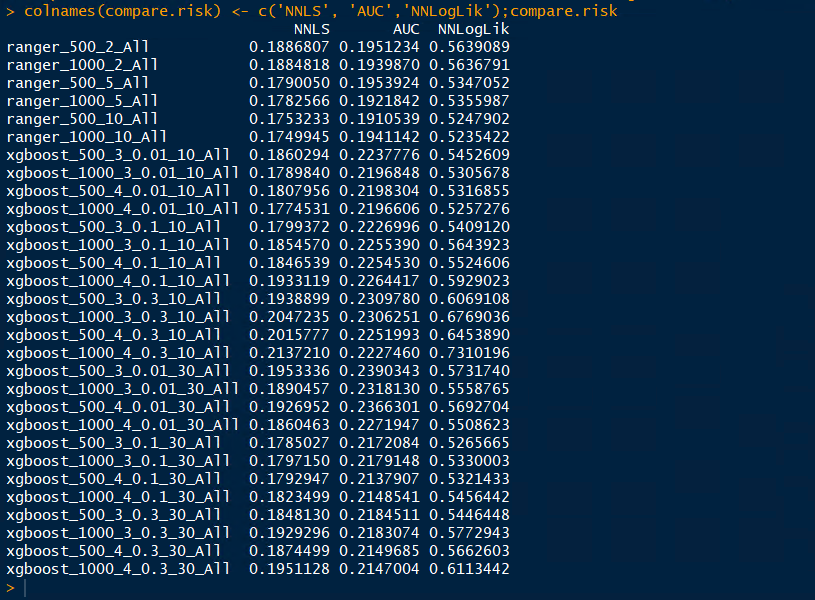 > colnames(compare.risk) <- c('NNLS', 'AUC','NNLogLik');compare.risk
NNLS AUC NNLogLik
ranger_500_2_All 0.1886807 0.1951234 0.5639089
ranger_1000_2_All 0.1884818 0.1939870 0.5636791
ranger_500_5_All 0.1790050 0.1953924 0.5347052
ranger_1000_5_All 0.1782566 0.1921842 0.5355987
ranger_500_10_All 0.1753233 0.1910539 0.5247902
ranger_1000_10_All 0.1749945 0.1941142 0.5235422
xgboost_500_3_0.01_10_All 0.1860294 0.2237776 0.5452609
xgboost_1000_3_0.01_10_All 0.1789840 0.2196848 0.5305678
xgboost_500_4_0.01_10_All 0.1807956 0.2198304 0.5316855
xgboost_1000_4_0.01_10_All 0.1774531 0.2196606 0.5257276
xgboost_500_3_0.1_10_All 0.1799372 0.2226996 0.5409120
xgboost_1000_3_0.1_10_All 0.1854570 0.2255390 0.5643923
xgboost_500_4_0.1_10_All 0.1846539 0.2254530 0.5524606
xgboost_1000_4_0.1_10_All 0.1933119 0.2264417 0.5929023
xgboost_500_3_0.3_10_All 0.1938899 0.2309780 0.6069108
xgboost_1000_3_0.3_10_All 0.2047235 0.2306251 0.6769036
xgboost_500_4_0.3_10_All 0.2015777 0.2251993 0.6453890
xgboost_1000_4_0.3_10_All 0.2137210 0.2227460 0.7310196
xgboost_500_3_0.01_30_All 0.1953336 0.2390343 0.5731740
xgboost_1000_3_0.01_30_All 0.1890457 0.2318130 0.5558765
xgboost_500_4_0.01_30_All 0.1926952 0.2366301 0.5692704
xgboost_1000_4_0.01_30_All 0.1860463 0.2271947 0.5508623
xgboost_500_3_0.1_30_All 0.1785027 0.2172084 0.5265665
xgboost_1000_3_0.1_30_All 0.1797150 0.2179148 0.5330003
xgboost_500_4_0.1_30_All 0.1792947 0.2137907 0.5321433
xgboost_1000_4_0.1_30_All 0.1823499 0.2148541 0.5456442
xgboost_500_3_0.3_30_All 0.1848130 0.2184511 0.5446448
xgboost_1000_3_0.3_30_All 0.1929296 0.2183074 0.5772943
xgboost_500_4_0.3_30_All 0.1874499 0.2149685 0.5662603
xgboost_1000_4_0.3_30_All 0.1951128 0.2147004 0.6113442
>